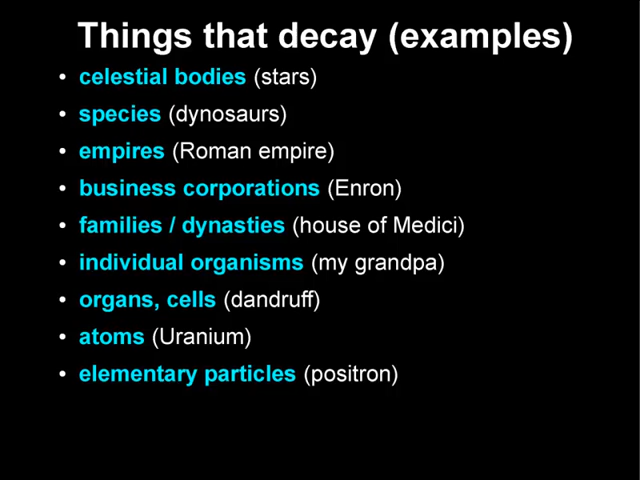 Things that decay (examples)
• celestial bodies (stars)
• species (dynosaurs)
• empires (Roman empire)
• business corporations (Enron)
• families / dynasties (house of Medici)
• individual organisms (my grandpa)
• organs, cells (dandruff)
• atoms (Uranium)
• elementary particles (positron)